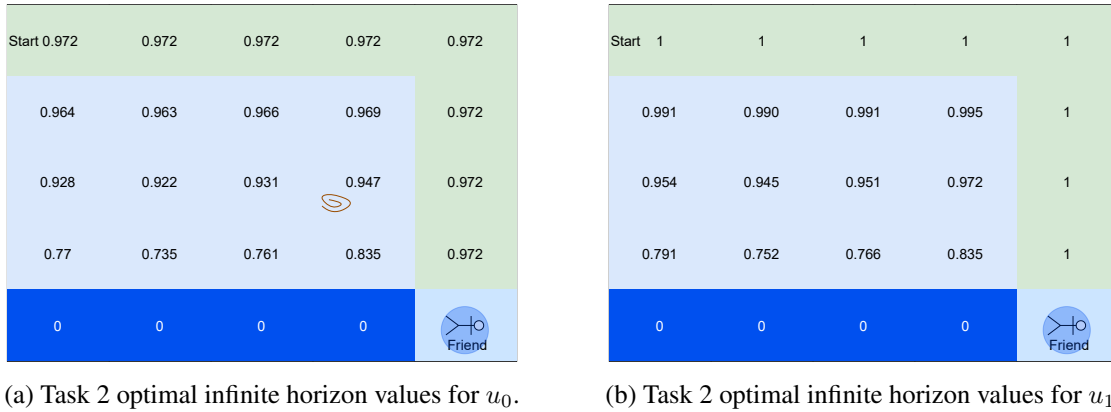 Start 0.972 0.972 0.972 0.972 0.972
0.964 0.963 0.966 0.969 0.972
0.928 0.922 0.931 0.947 0.972
0.77 0.735 0.761 0.835 0.972
0 0 0 0
Friend
(a) Task 2 optimal infinite horizon values for u₀.
Start 1 1 1 1 1
0.991 0.990 0.991 0.995 1
0.954 0.945 0.951 0.972 1
0.791 0.752 0.766 0.835 1
0 0 0 0
Friend
(b) Task 2 optimal infinite horizon values for u₁